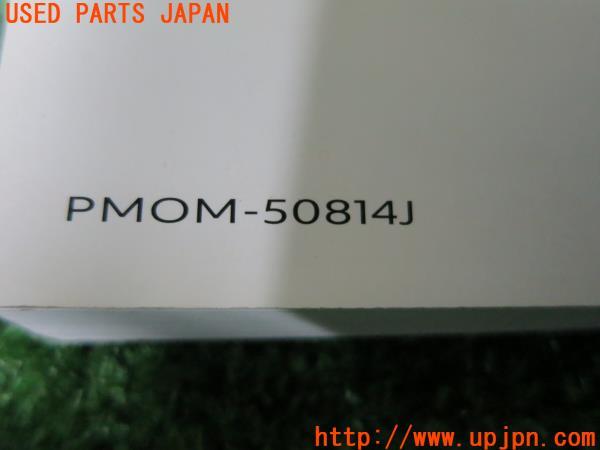 USED PARTS JAPAN
PMOM-50814J
http://www.upjpn.com